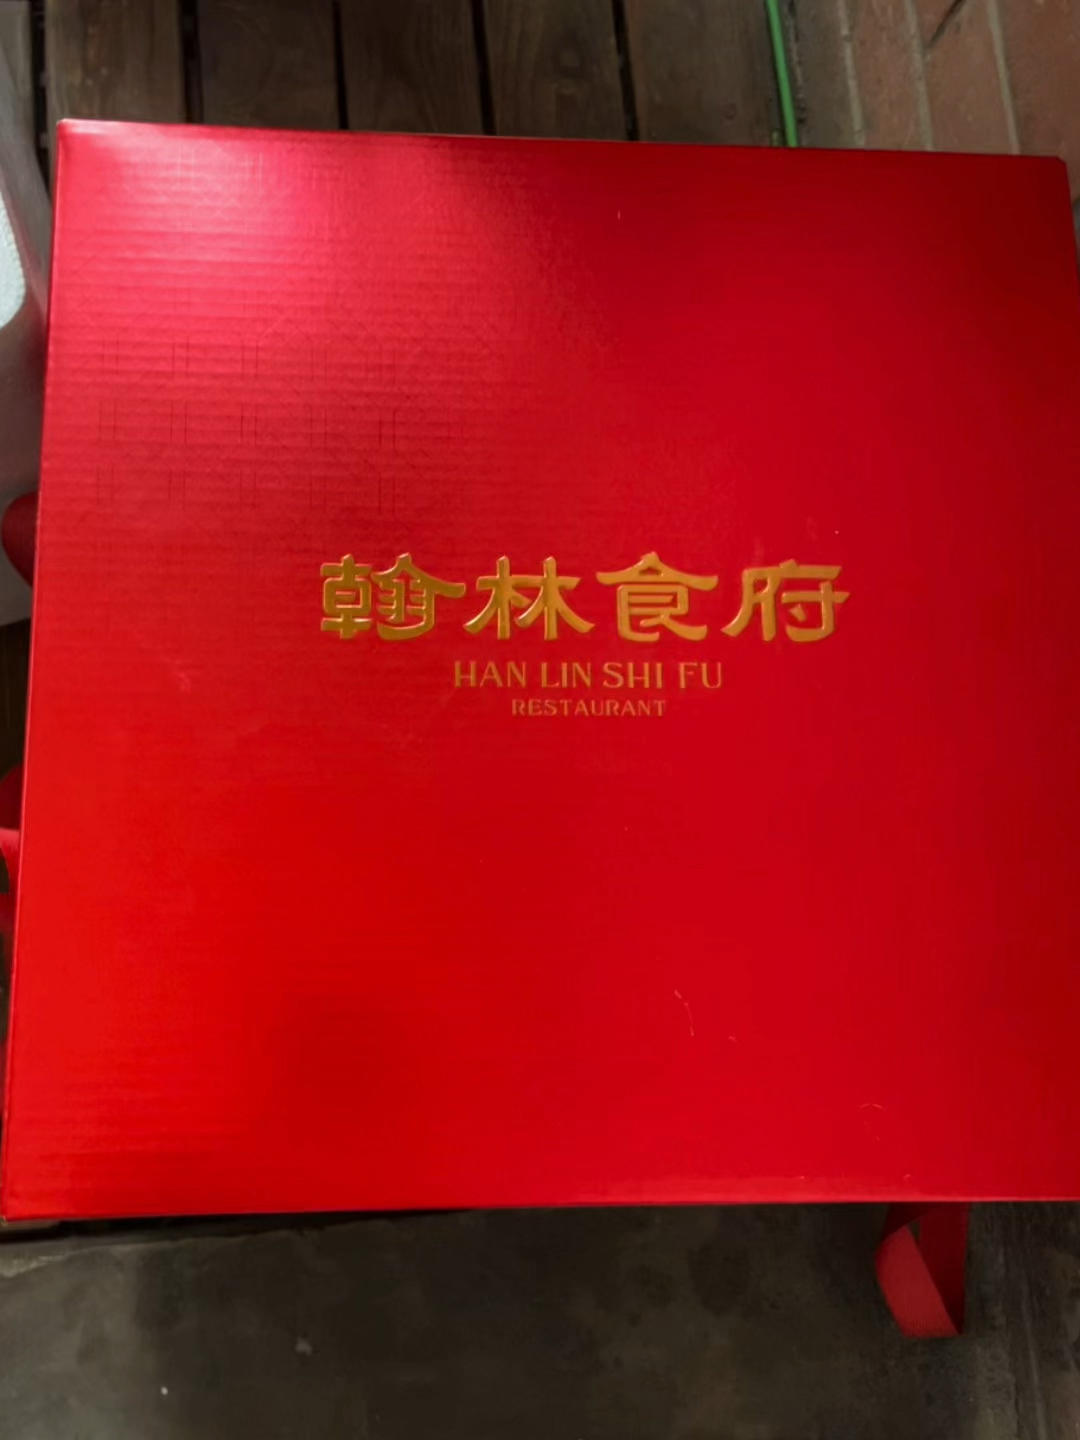 翰林食府
HAN LIN SHI FU
RESTAURANT